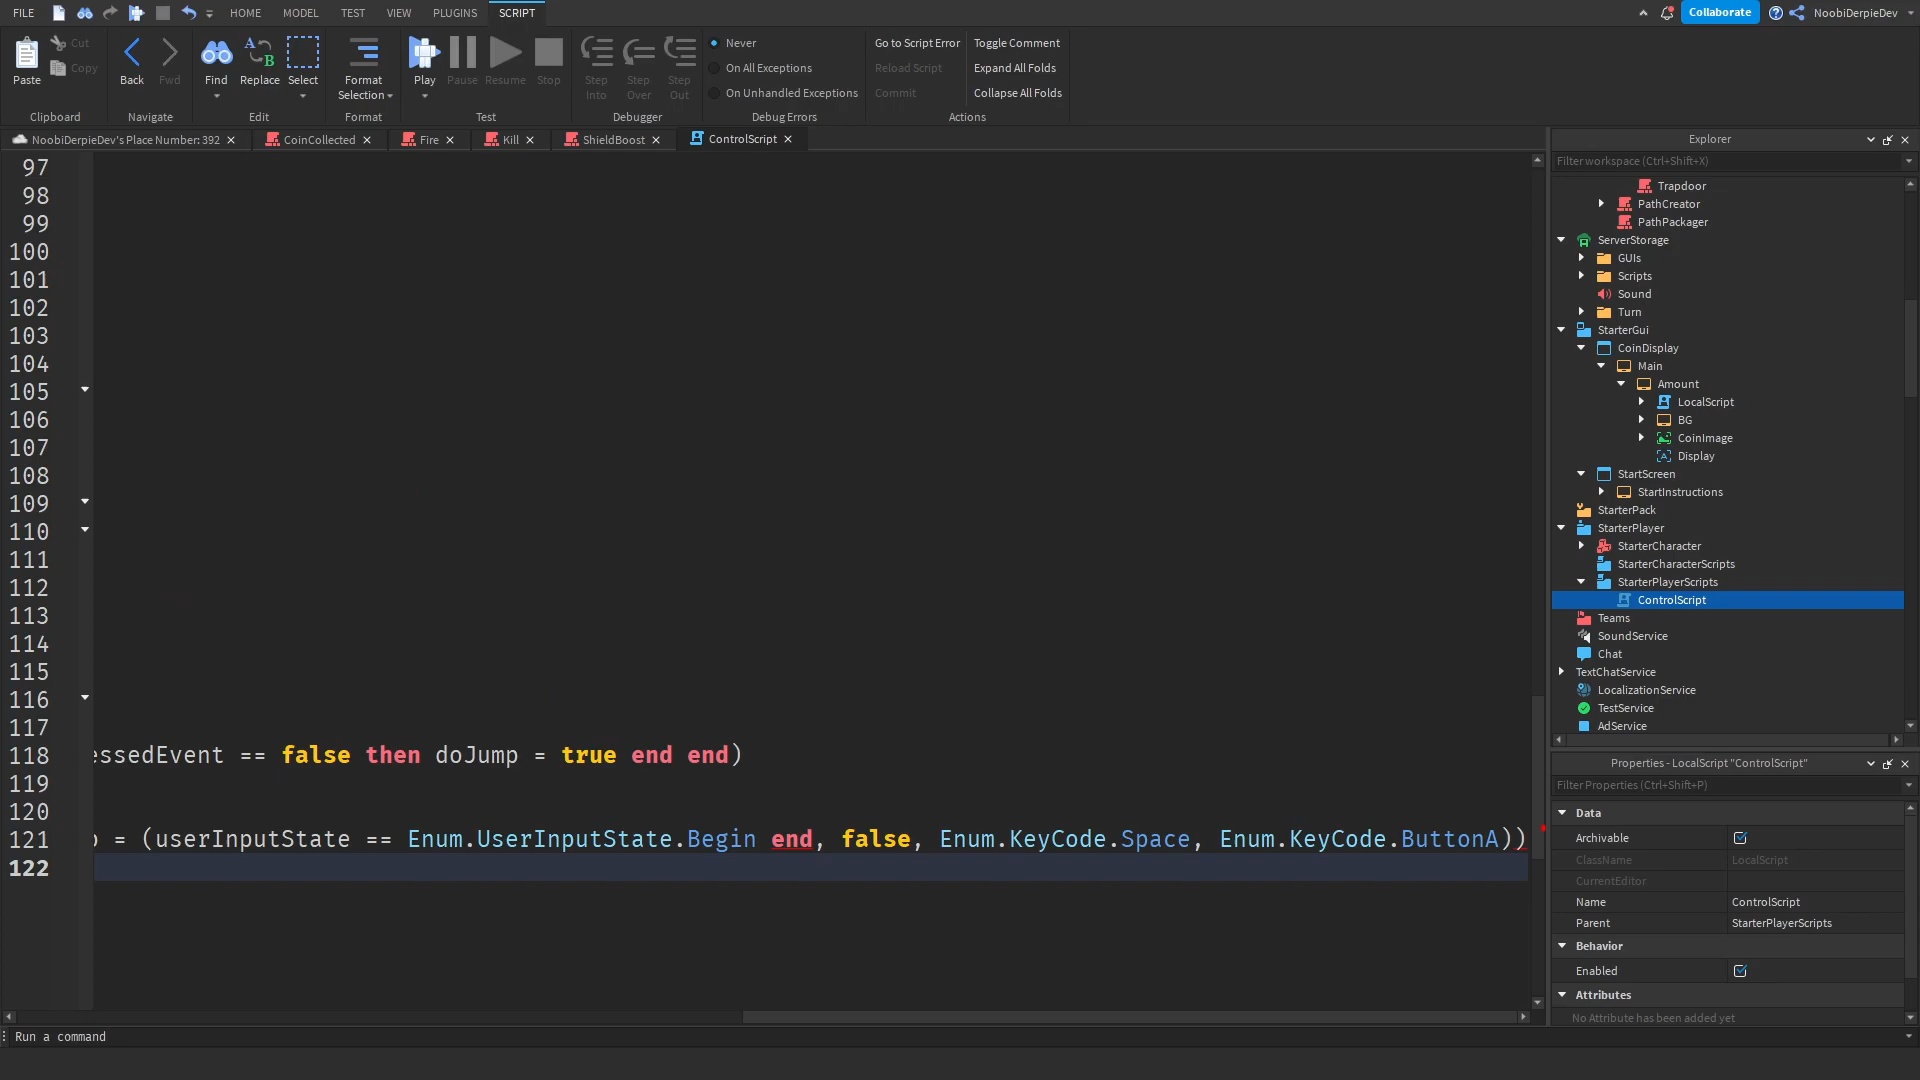 FILE HOME MODEL TEST VIEW PLUGINS SCRIPT Collaborate NoobiDerpieDev
Paste Cut Copy Back Fwd Find Replace Select Format Selection Play Pause Resume Stop Step Into Step Over Step Out
Never Go to Script Error Toggle Comment
On All Exceptions Reload Script Expand All Folds
On Unhandled Exceptions Commit Collapse All Folds
Clipboard Navigate Edit Format Test Debugger Debug Errors Actions
NoobiDerpieDev's Place Number: 392 CoinCollected Fire Kill ShieldBoost ControlScript
97
98
99
100
101
102
103
104
105
106
107
108
109
110
111
112
113
114
115
116
117
118 essedEvent == false then doJump = true end end)
119
120
121 = (userInputState == Enum.UserInputState.Begin end, false, Enum.KeyCode.Space, Enum.KeyCode.ButtonA))
122
Run a command
Explorer
Filter workspace (Ctrl+Shift+X)
Trapdoor
PathCreator
PathPackager
ServerStorage
GUIs
Scripts
Sound
Turn
StarterGui
CoinDisplay
Main
Amount
LocalScript
BG
CoinImage
Display
StartScreen
StartInstructions
StarterPack
StarterPlayer
StarterCharacter
StarterCharacterScripts
StarterPlayerScripts
ControlScript
Teams
SoundService
Chat
TextChatService
LocalizationService
TestService
AdService
Properties - LocalScript "ControlScript"
Filter Properties (Ctrl+Shift+P)
Data
Archivable
ClassName LocalScript
CurrentEditor
Name ControlScript
Parent StarterPlayerScripts
Behavior
Enabled
Attributes
No Attribute has been added yet